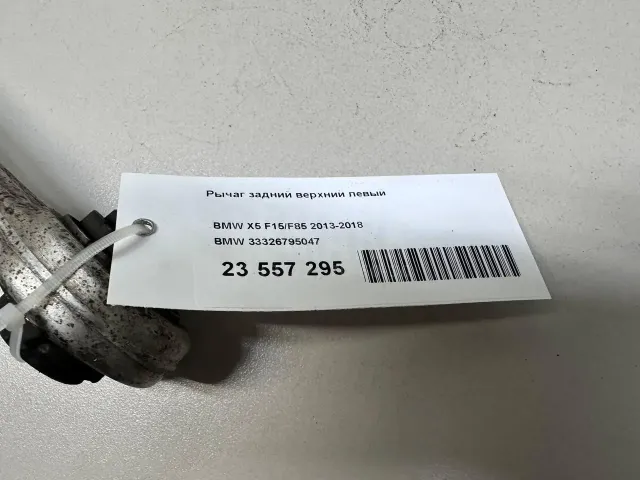 Рычаг задний верхний левый
BMW X5 F15/F85 2013-2018
BMW 33326795047
23 557 295